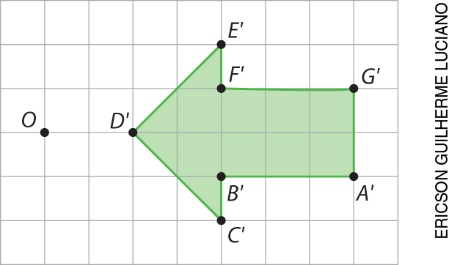 E'
F'
G'
O
D'
B'
A'
C'
ERICSON GUILHERME LUCIANO